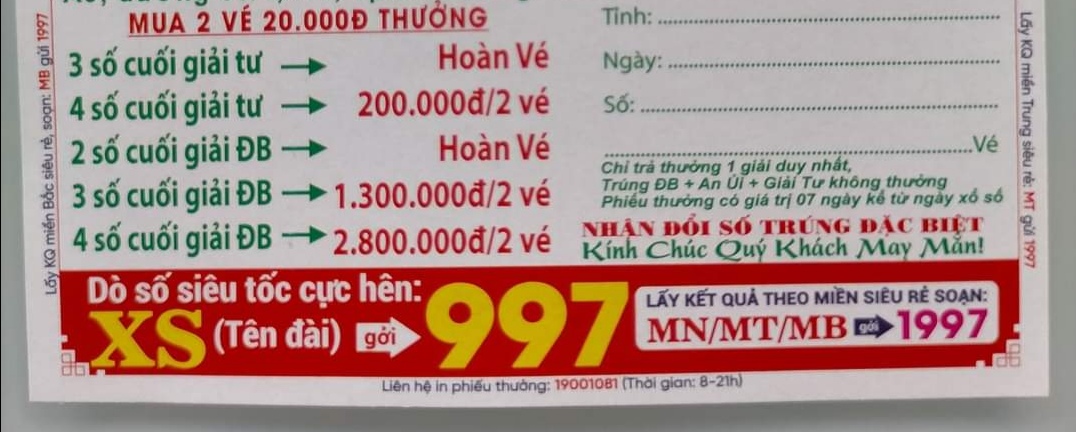 MUA 2 VÉ 20.000Đ THƯỞNG
3 số cuối giải tư → Hoàn Vé
4 số cuối giải tư → 200.000đ/2 vé
2 số cuối giải ĐB → Hoàn Vé
3 số cuối giải ĐB → 1.300.000đ/2 vé
4 số cuối giải ĐB → 2.800.000đ/2 vé
Tỉnh:
Ngày:
Số:
Vé
Chỉ trả thưởng 1 giải duy nhất,
Trúng ĐB + An Ủi + Giải Tư không thưởng
Phiếu thưởng có giá trị 07 ngày kể từ ngày xổ số
NHÂN ĐÔI SỐ TRÚNG ĐẶC BIỆT
Kính Chúc Quý Khách May Mắn!
Dò số siêu tốc cực hên:
XS (Tên đài) gởi 997
LẤY KẾT QUẢ THEO MIỀN SIÊU RẺ SOẠN:
MN/MT/MB gởi 1997
Liên hệ in phiếu thưởng: 19001081 (Thời gian: 8-21h)
Lấy KQ miền Bắc siêu rẻ, soạn: MB gửi 1997
Lấy KQ miền Trung siêu rẻ: MT gửi 1997